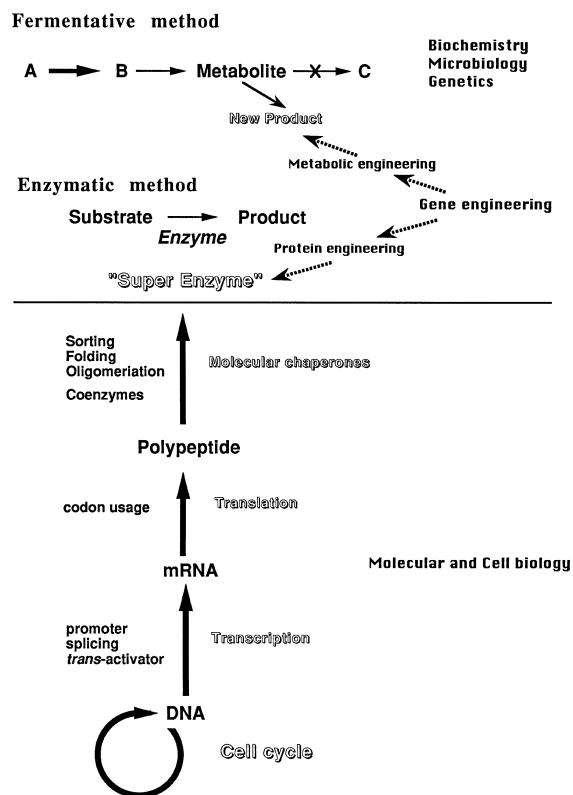 Fermentative method
A B Metabolite X C
Biochemistry
Microbiology
Genetics
New Product
Metabolic engineering
Enzymatic method
Gene engineering
Substrate Product
Enzyme
Protein engineering
"Super Enzyme"
Sorting
Folding
Oligomeriation
Coenzymes
Molecular chaperones
Polypeptide
codon usage
Translation
mRNA
Molecular and Cell biology
promoter
splicing
trans-activator
Transcription
DNA
Cell cycle